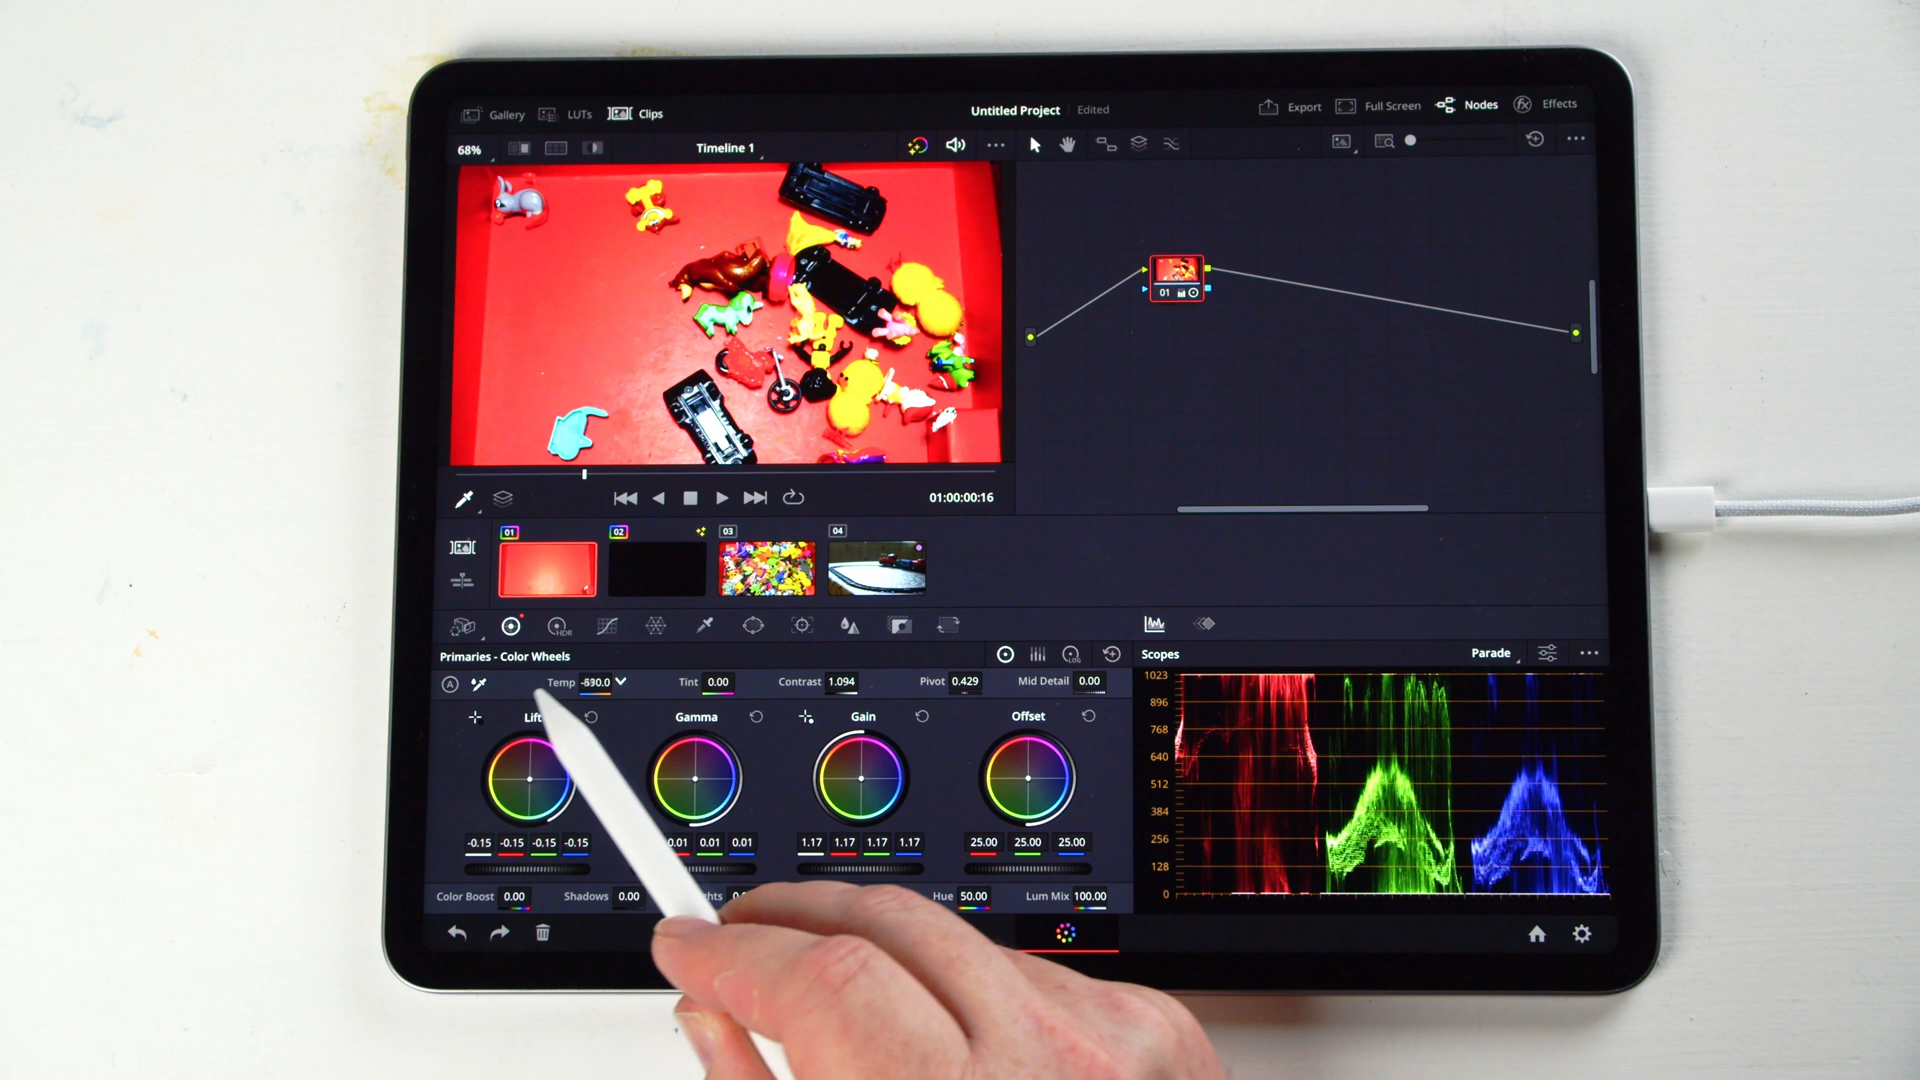 Gallery LUTs Clips Untitled Project Edited Export Full Screen Nodes fx Effects
68% Timeline 1
01:00:00:16
01 02 03 04
01
HDR
Primaries - Color Wheels LOG Scopes Parade
A Temp Tint 0.00 Contrast 1.094 Pivot 0.429 Mid Detail 0.00
Lift Gamma Gain Offset
-0.15 -0.15 -0.15 -0.15 0.01 0.01 0.01 1.17 1.17 1.17 1.17 25.00 25.00 25.00
Color Boost 0.00 Shadows 0.00 Hue 50.00 Lum Mix 100.00
1023
896
768
640
512
384
256
128
0